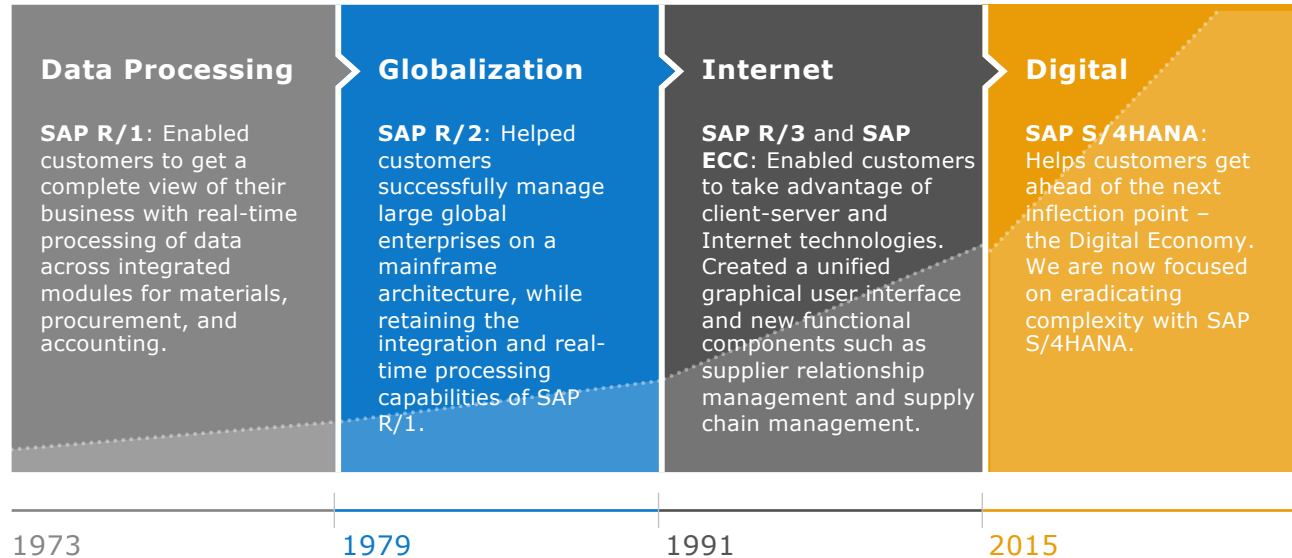 Data Processing
SAP R/1: Enabled
customers to get a
complete view of their
business with real-time
processing of data
across integrated
modules for materials,
procurement, and
accounting.
Globalization
SAP R/2: Helped
customers
successfully manage
large global
enterprises on a
mainframe
architecture, while
retaining the
integration and real-
time processing
capabilities of SAP
R/1.
Internet
SAP R/3 and SAP
ECC: Enabled customers
to take advantage of
client-server and
Internet technologies.
Created a unified
graphical user interface
and new functional
components such as
supplier relationship
management and supply
chain management.
Digital
SAP S/4HANA:
Helps customers get
ahead of the next
inflection point –
the Digital Economy.
We are now focused
on eradicating
complexity with SAP
S/4HANA.
1973
1979
1991
2015